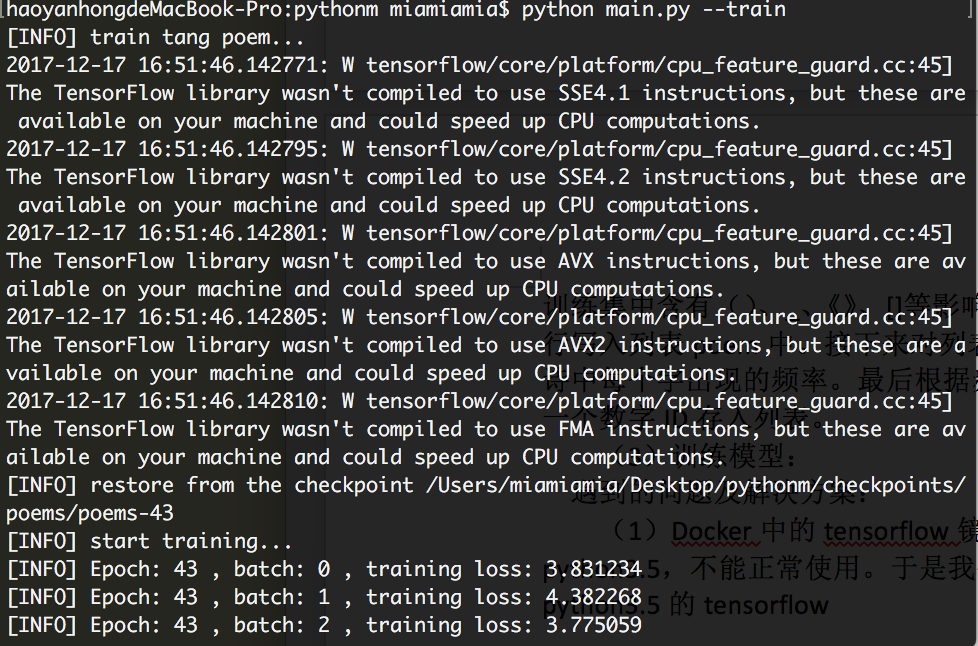 [haoyanhongdeMacBook-Pro:pythonm miamiamia$ python main.py --train ]
[INFO] train tang poem...
2017-12-17 16:51:46.142771: W tensorflow/core/platform/cpu_feature_guard.cc:45]
The TensorFlow library wasn't compiled to use SSE4.1 instructions, but these are
available on your machine and could speed up CPU computations.
2017-12-17 16:51:46.142795: W tensorflow/core/platform/cpu_feature_guard.cc:45]
The TensorFlow library wasn't compiled to use SSE4.2 instructions, but these are
available on your machine and could speed up CPU computations.
2017-12-17 16:51:46.142801: W tensorflow/core/platform/cpu_feature_guard.cc:45]
The TensorFlow library wasn't compiled to use AVX instructions, but these are av
ailable on your machine and could speed up CPU computations.
2017-12-17 16:51:46.142805: W tensorflow/core/platform/cpu_feature_guard.cc:45]
The TensorFlow library wasn't compiled to use AVX2 instructions, but these are a
vailable on your machine and could speed up CPU computations.
2017-12-17 16:51:46.142810: W tensorflow/core/platform/cpu_feature_guard.cc:45]
The TensorFlow library wasn't compiled to use FMA instructions, but these are av
ailable on your machine and could speed up CPU computations.
[INFO] restore from the checkpoint /Users/miamiamia/Desktop/pythonm/checkpoints/
poems/poems-43
[INFO] start training...
[INFO] Epoch: 43 , batch: 0 , training loss: 3.831234
[INFO] Epoch: 43 , batch: 1 , training loss: 4.382268
[INFO] Epoch: 43 , batch: 2 , training loss: 3.775059
训练集中含有（）、《》、[]等影响
诗中每个字出现的频率。最后根据
一个数字 ID 存入列表。
训练模型：
遇到的问题及解决方案：
（1）Docker 中的 tensorflow 镜
不能正常使用。于是我
python3.5 的 tensorflow